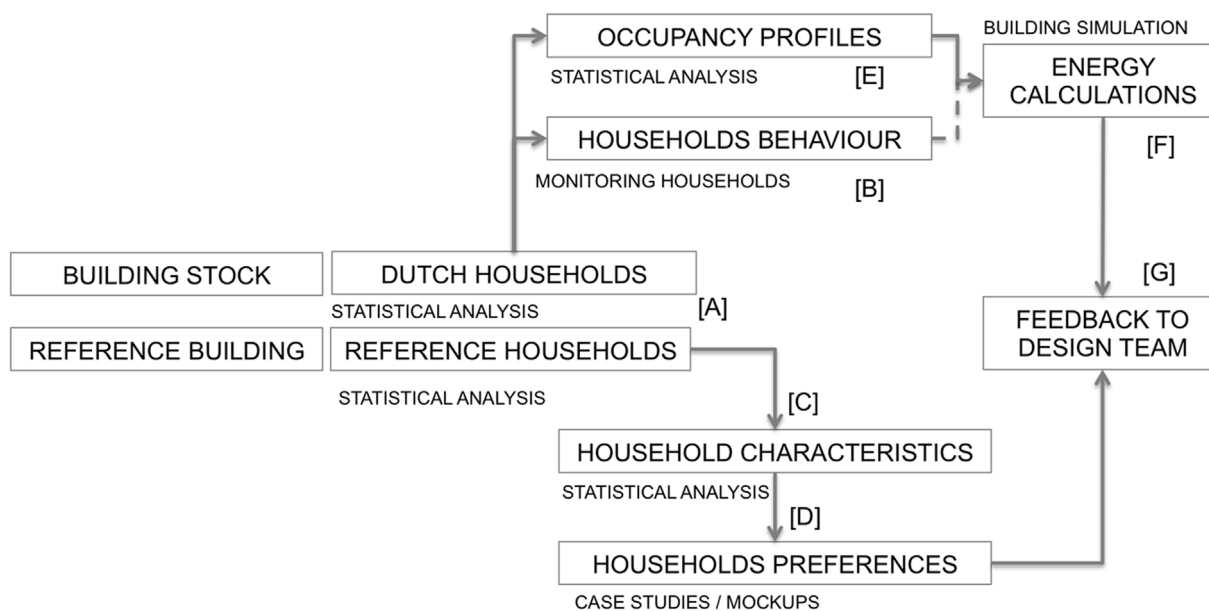 OCCUPANCY PROFILES
STATISTICAL ANALYSIS
[E]
BUILDING SIMULATION
ENERGY
CALCULATIONS
[F]
HOUSEHOLDS BEHAVIOUR
MONITORING HOUSEHOLDS
[B]
BUILDING STOCK
DUTCH HOUSEHOLDS
STATISTICAL ANALYSIS
[A]
[G]
FEEDBACK TO
DESIGN TEAM
REFERENCE BUILDING
REFERENCE HOUSEHOLDS
STATISTICAL ANALYSIS
[C]
HOUSEHOLD CHARACTERISTICS
STATISTICAL ANALYSIS
[D]
HOUSEHOLDS PREFERENCES
CASE STUDIES / MOCKUPS